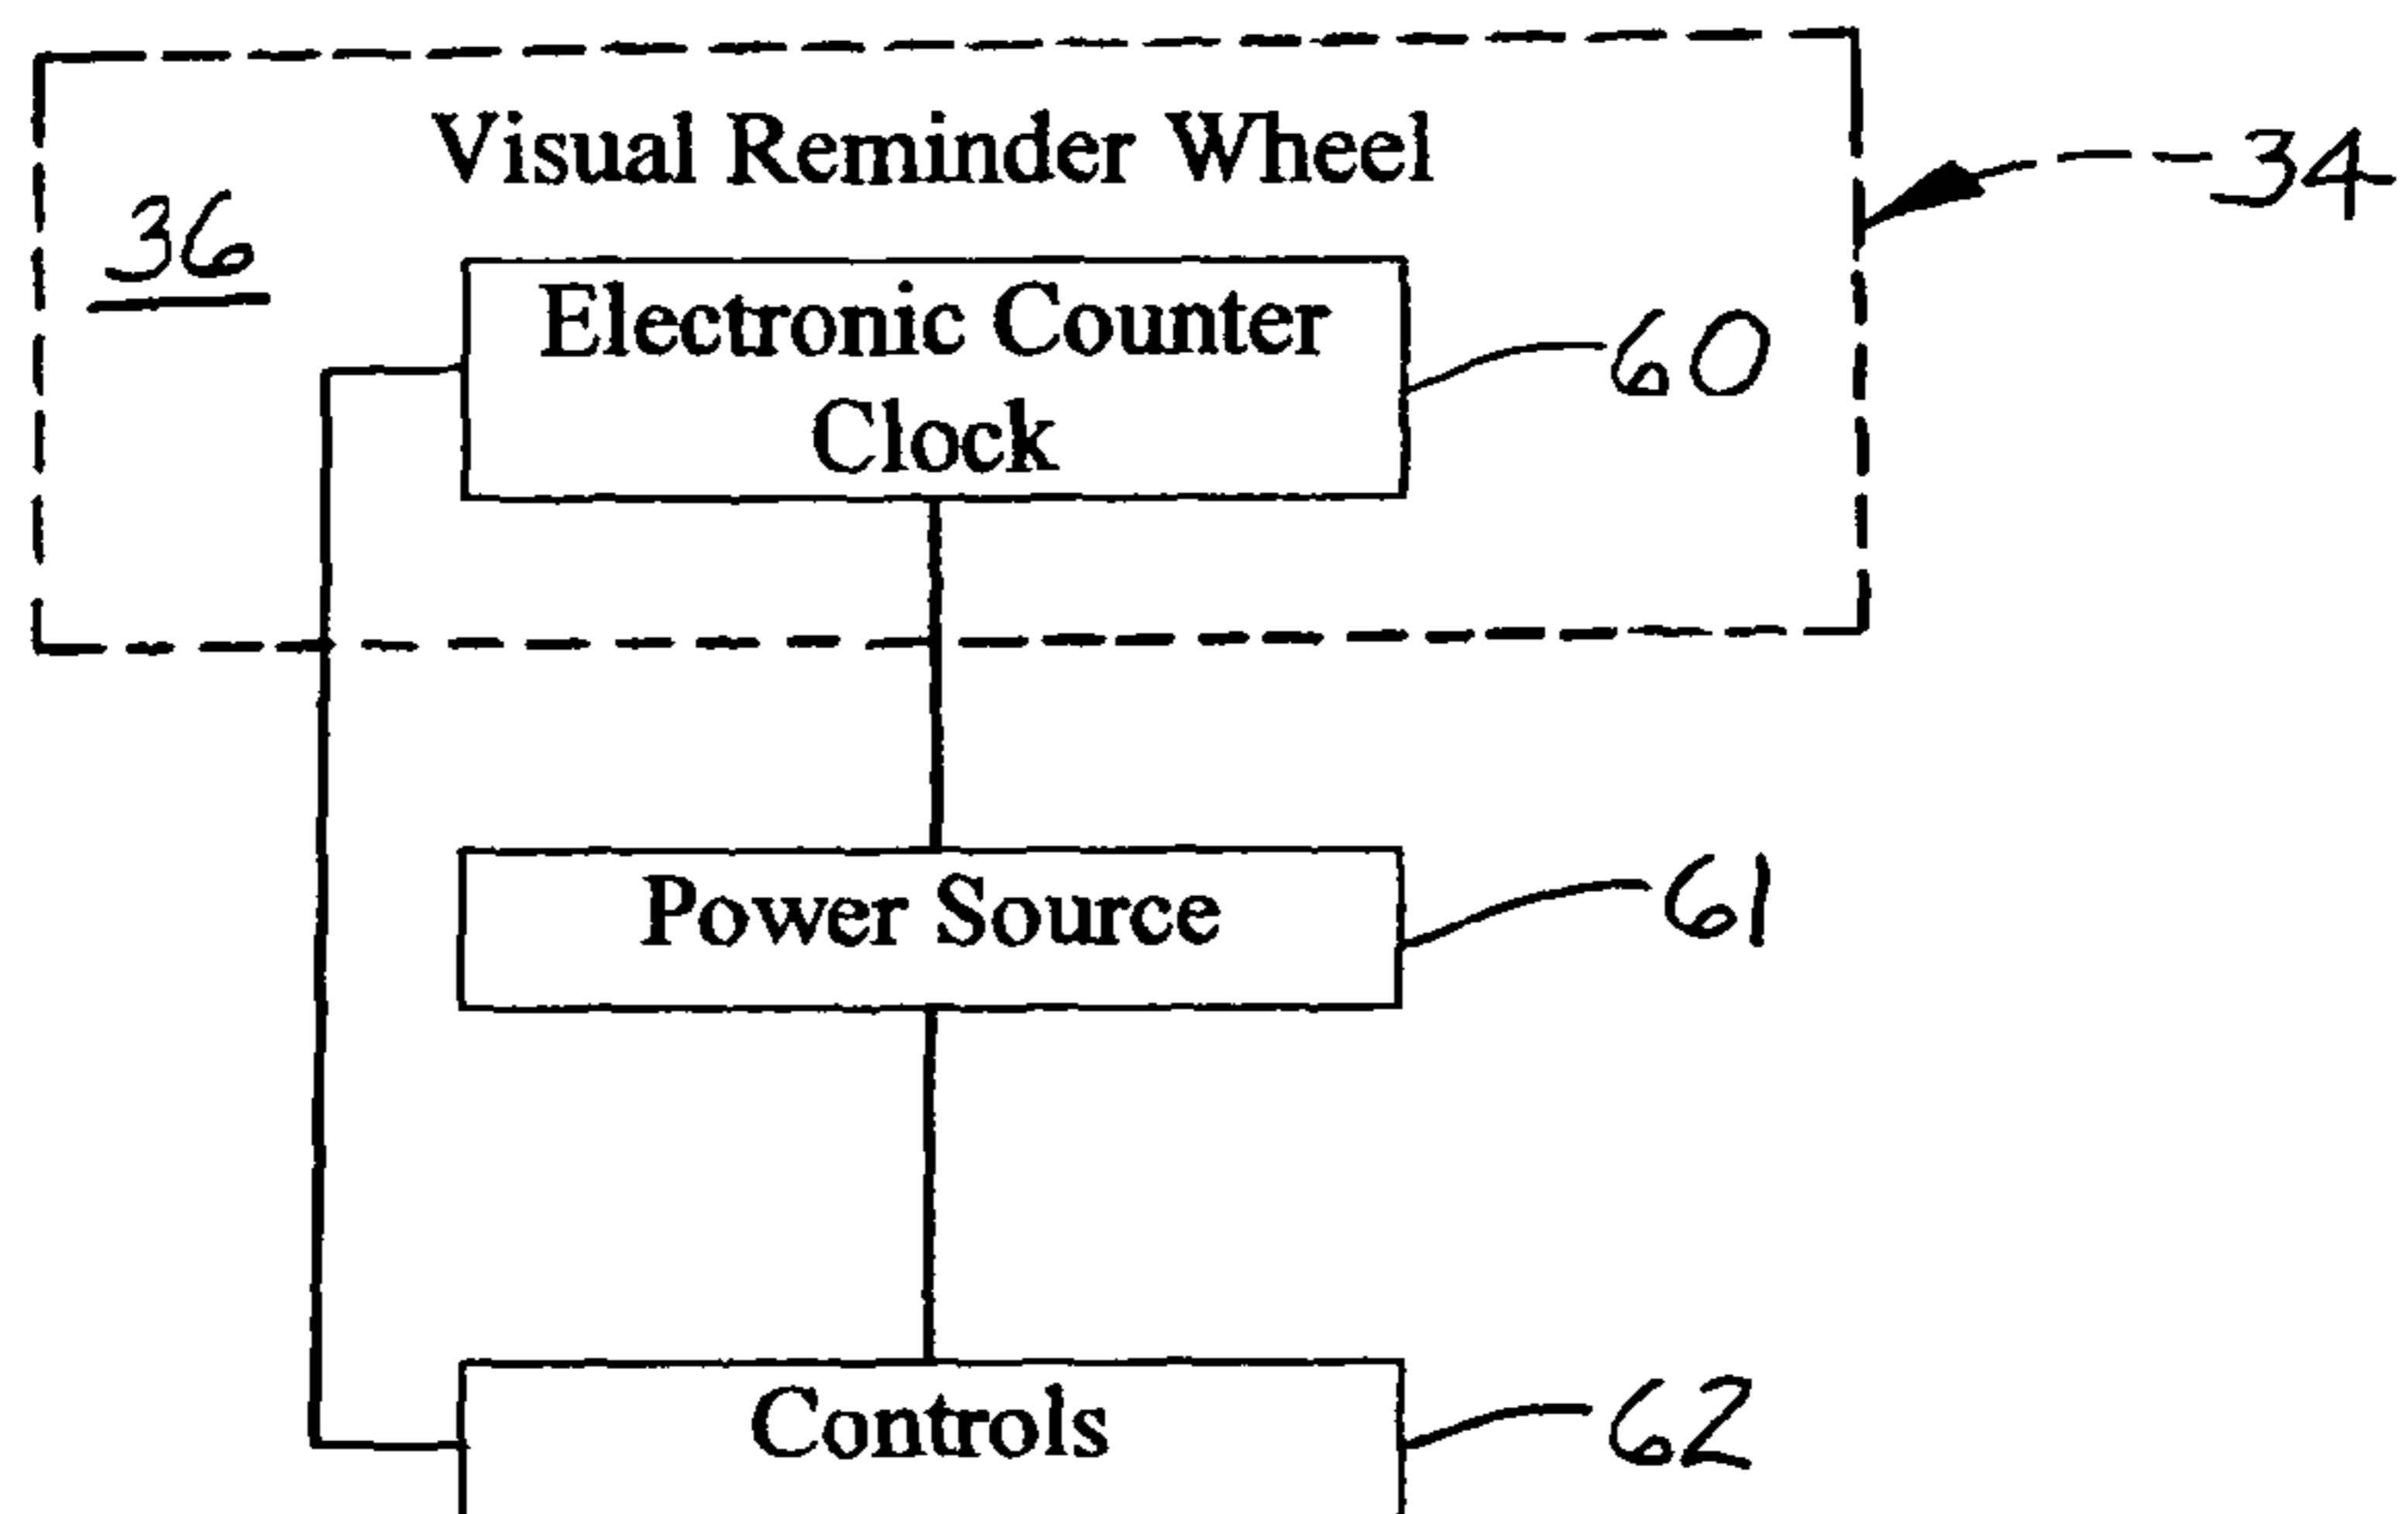 Visual Reminder Wheel
34
36
Electronic Counter
Clock
60
Power Source
61
Controls
62